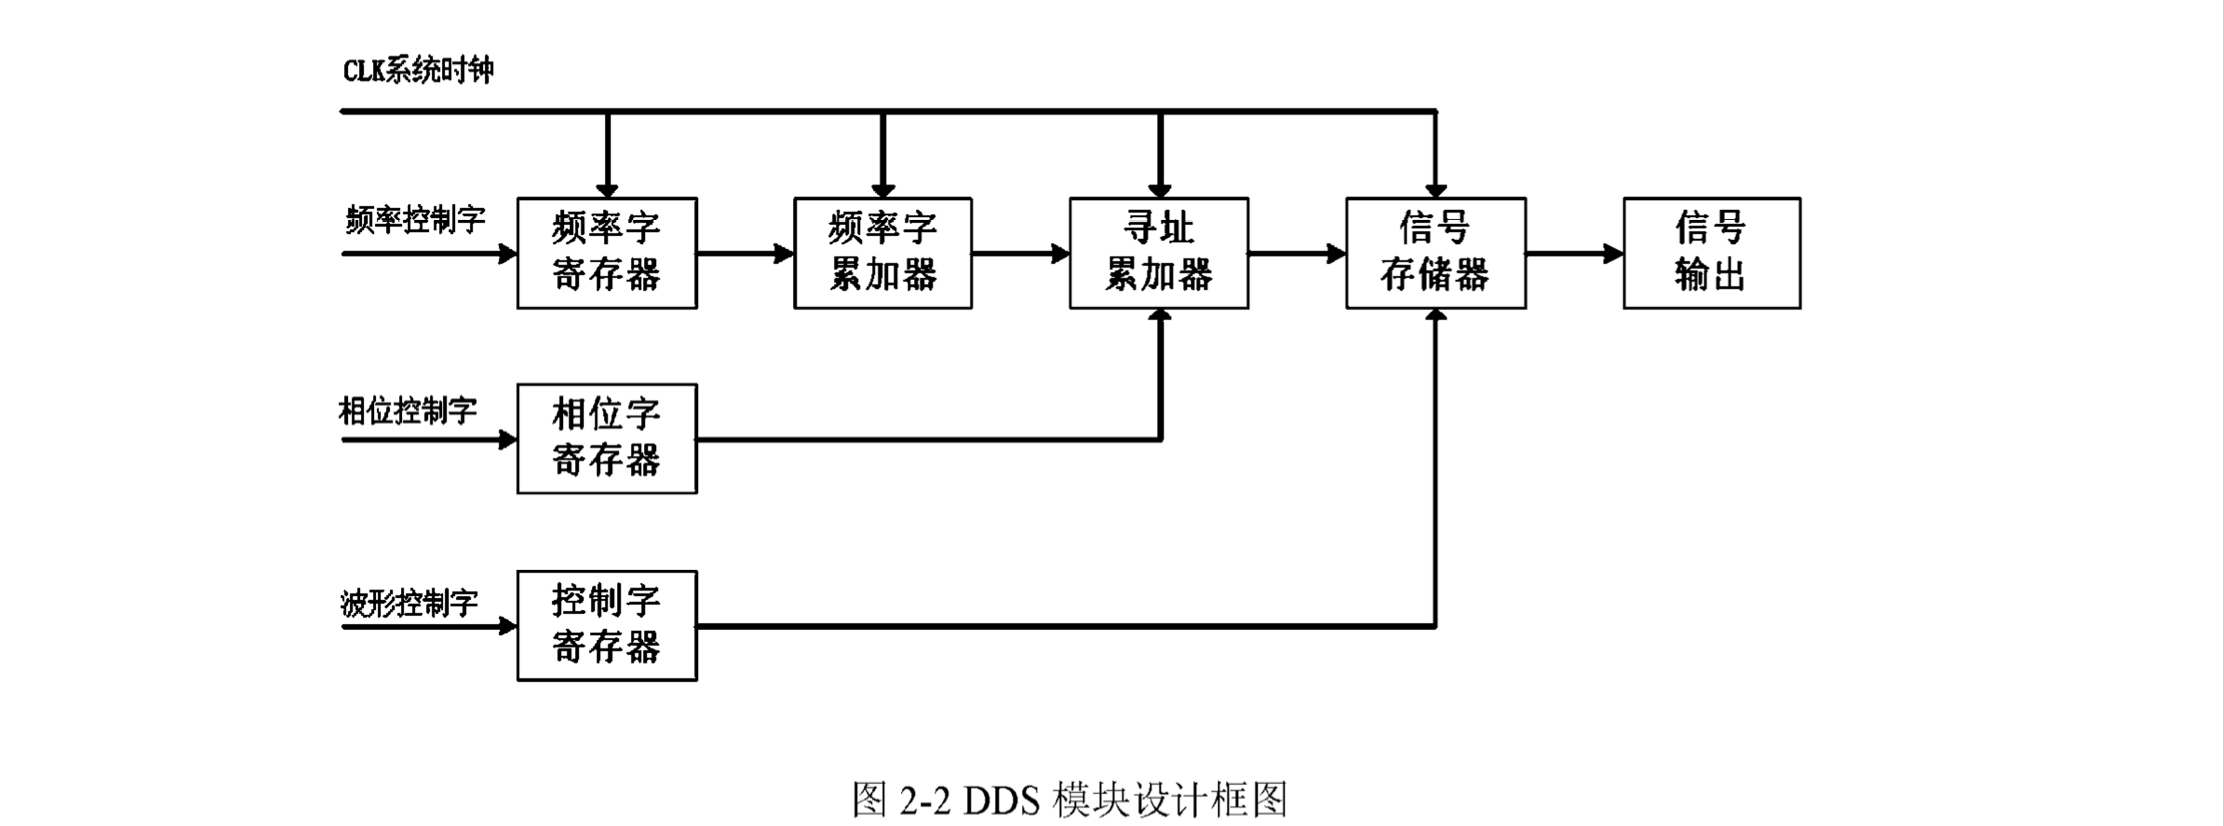 CLK系统时钟
频率控制字
频率字
寄存器
频率字
累加器
寻址
累加器
信号
存储器
信号
输出
相位控制字
相位字
寄存器
波形控制字
控制字
寄存器
图 2-2 DDS 模块设计框图